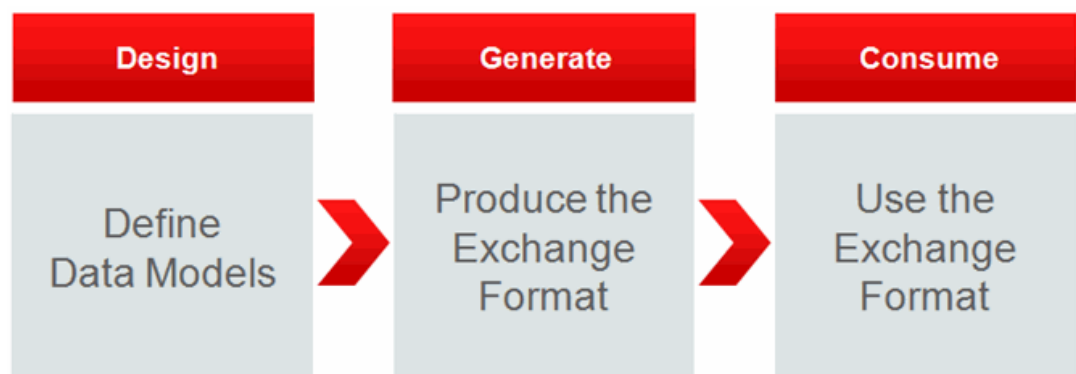 Design
Generate
Consume
Define
Data Models
Produce the
Exchange
Format
Use the
Exchange
Format